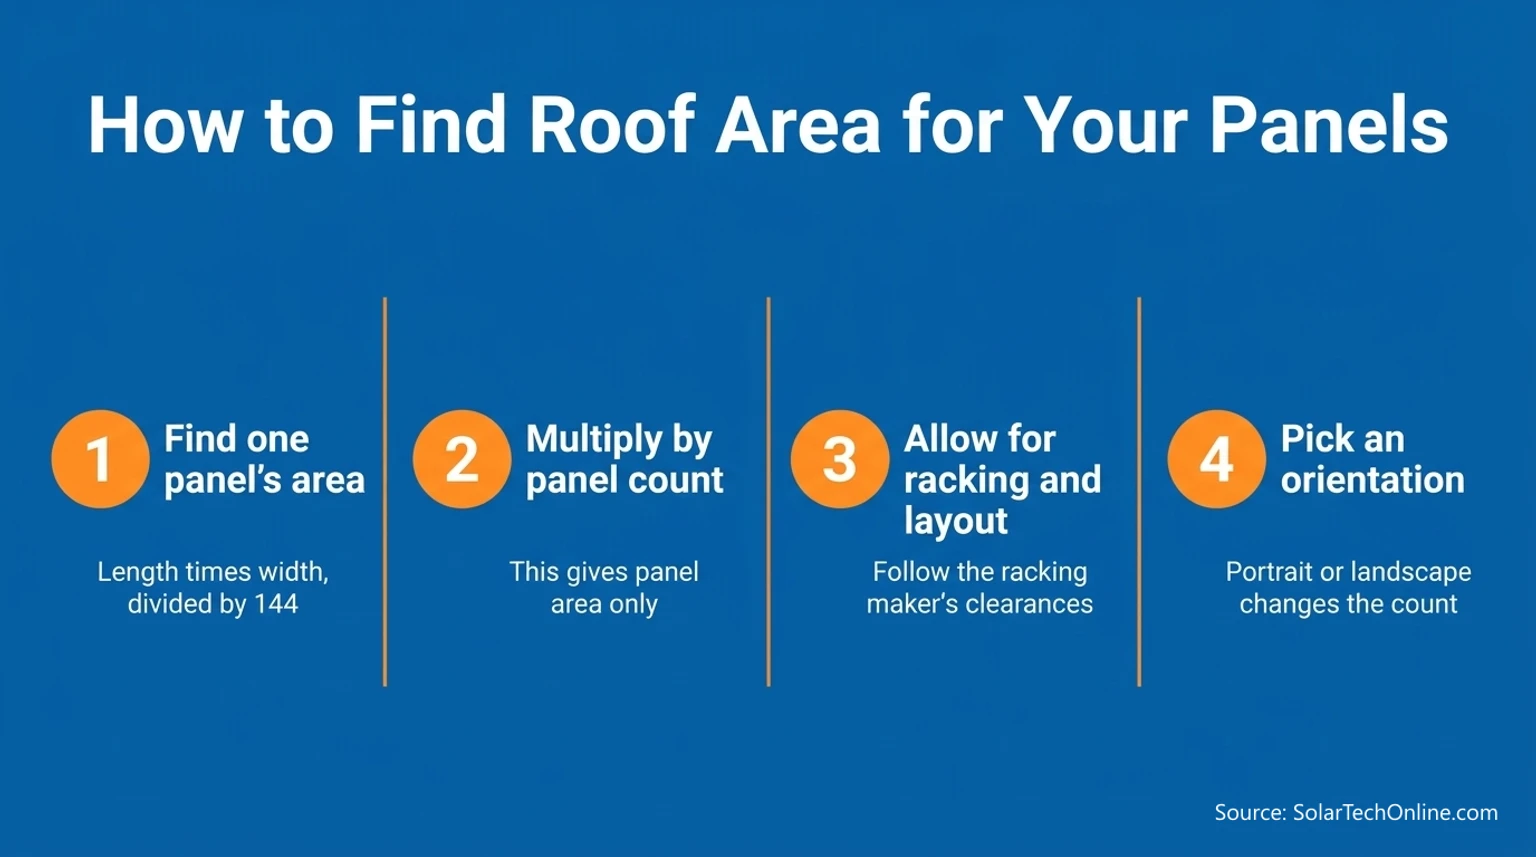 How to Find Roof Area for Your Panels
1
Find one
panel's area
Length times width,
divided by 144
2
Multiply by
panel count
This gives panel
area only
3
Allow for
racking and
layout
Follow the racking
maker's clearances
4
Pick an
orientation
Portrait or landscape
changes the count
Source: SolarTechOnline.com